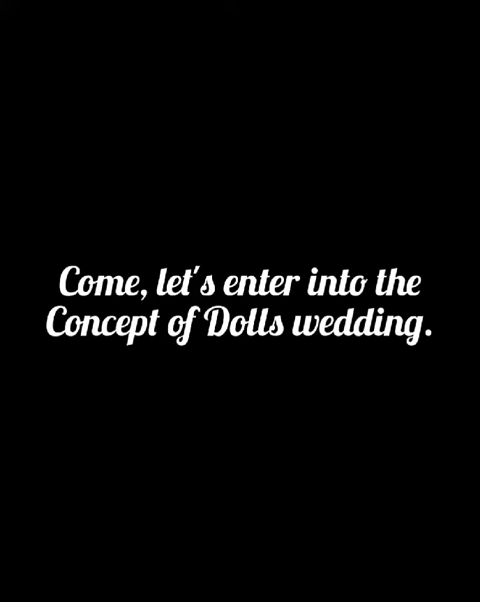 Come, let's enter into the
Concept of Dolls wedding.